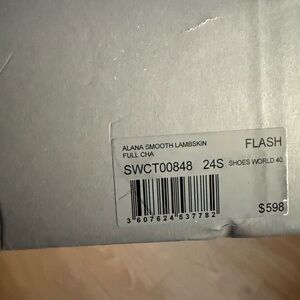 ALANA SMOOTH LAMBSKIN FLASH
FULL CHA
SWCT00848 24S SHOES WORLD 40
3 607624 537782
$598